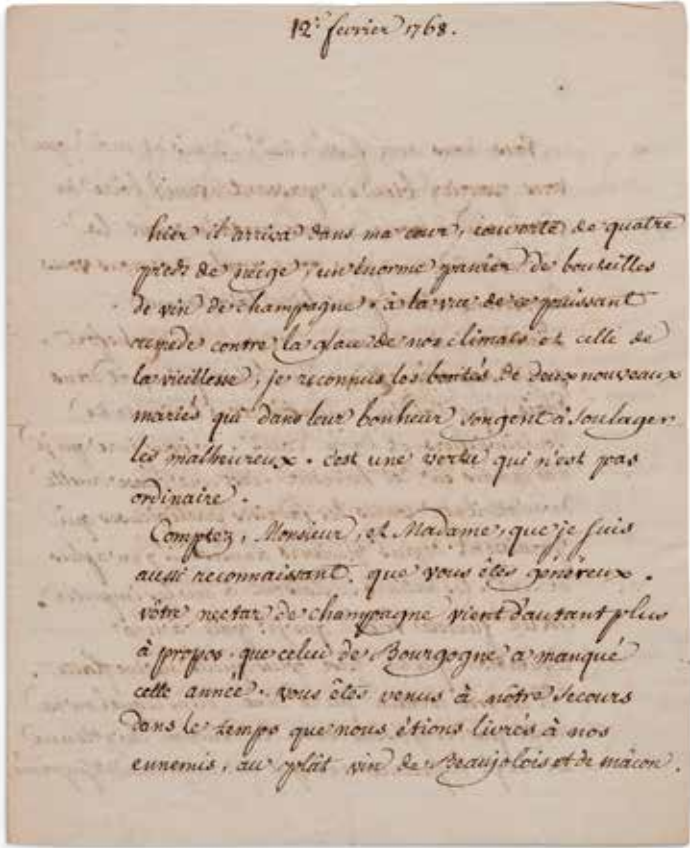 12.e fevrier 1768.
hier il arriva dans ma cour, couverte de quatre
pieds de neige, un énorme panier de bouteilles
de vin de champagne. à la vue de ce puissant
remede contre la glace de nos climats et celle de
la vieillesse, je reconnus les bontés de deux nouveaux
mariés qui dans leur bonheur songent à soulager
les malheureux. c'est une vertu qui n'est pas
ordinaire.
Comptez, Monsieur, et Madame, que je suis
aussi reconnaissant que vous êtes généreux.
vôtre nectar de champagne vient d'autant plus
à propos que celui de Bourgogne a manqué
cette année. vous êtes venus à nôtre secours
dans le temps que nous étions livrés à nos
ennemis, au plat vin de Beaujolois et de mâcon.